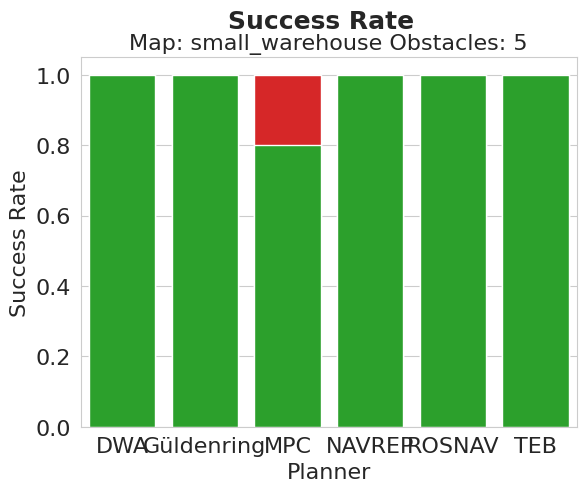 Success Rate
Map: small_warehouse Obstacles: 5
Success Rate
1.0
0.8
0.6
0.4
0.2
0.0
DWA Güldenring MPC NAVREP ROSNAV TEB
Planner